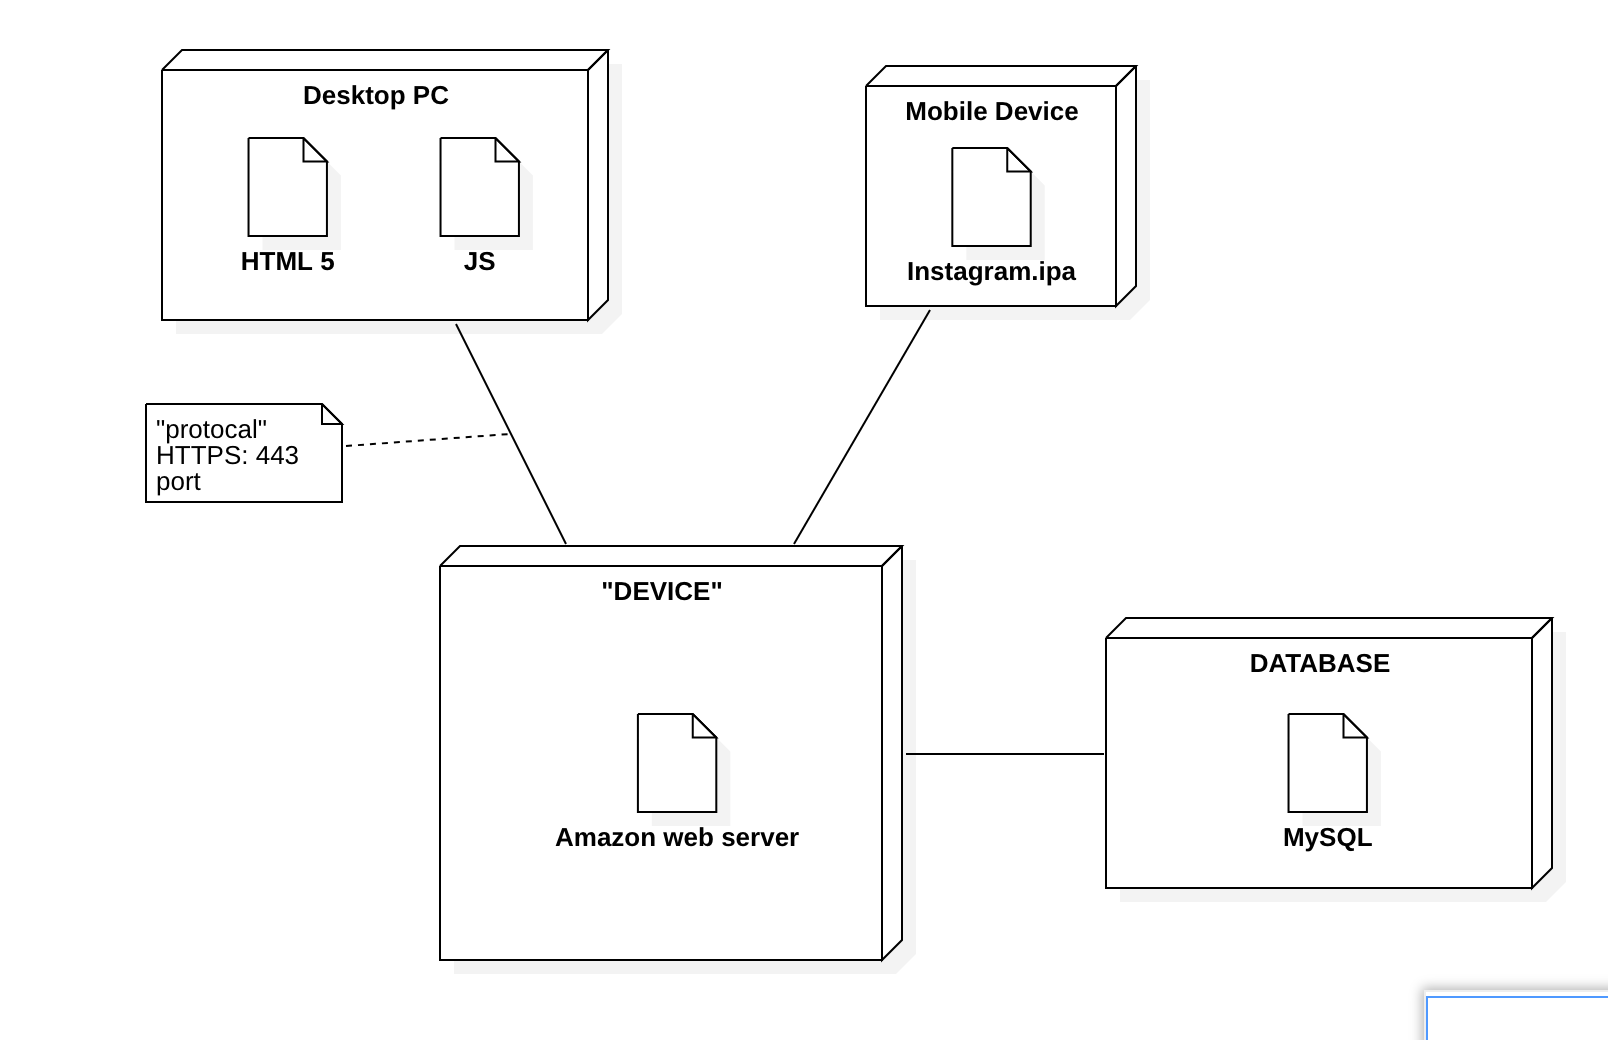 Desktop PC
HTML 5
JS
Mobile Device
Instagram.ipa
"protocal"
HTTPS: 443
port
"DEVICE"
Amazon web server
DATABASE
MySQL